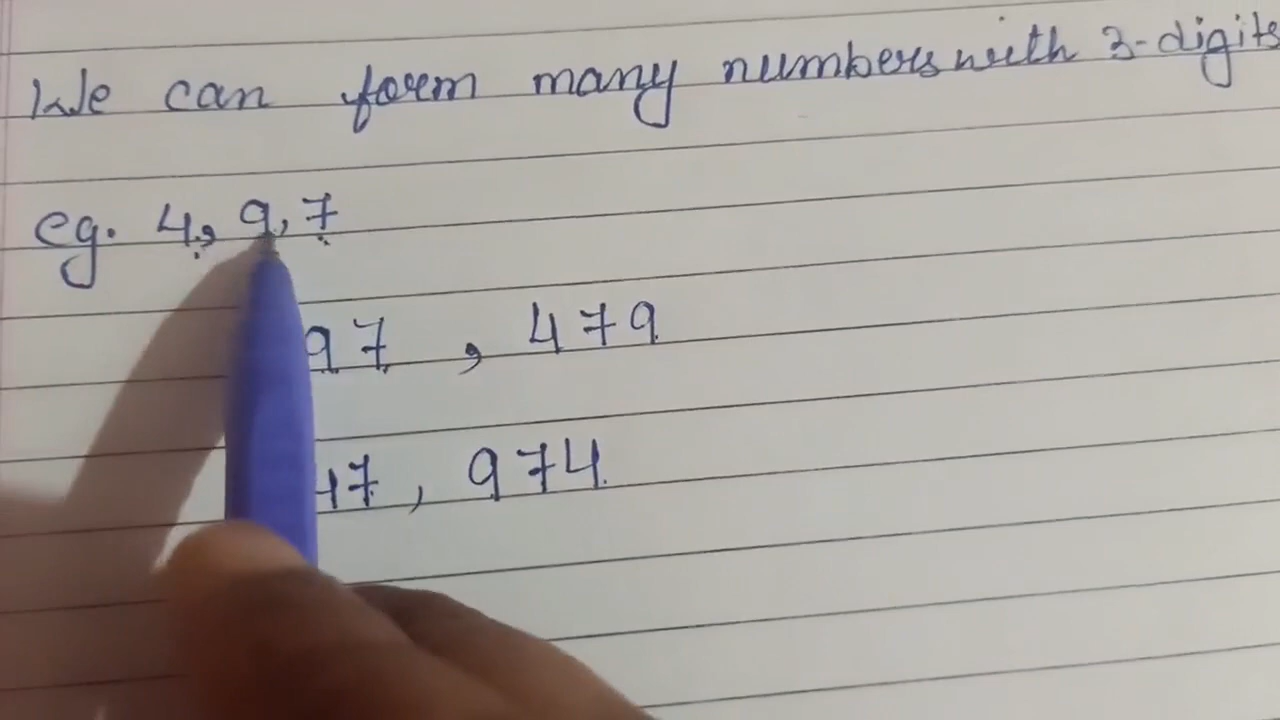 We can form many numbers with 3-digits
eg. 4, 9, 7
97 , 479
47 , 974